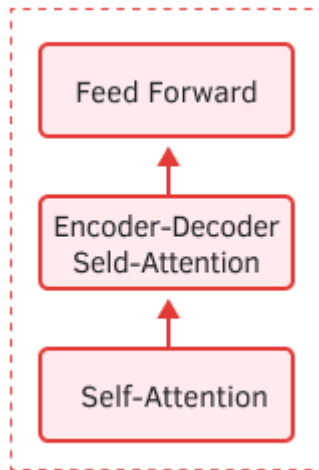 Feed Forward
Encoder-Decoder
Seld-Attention
Self-Attention